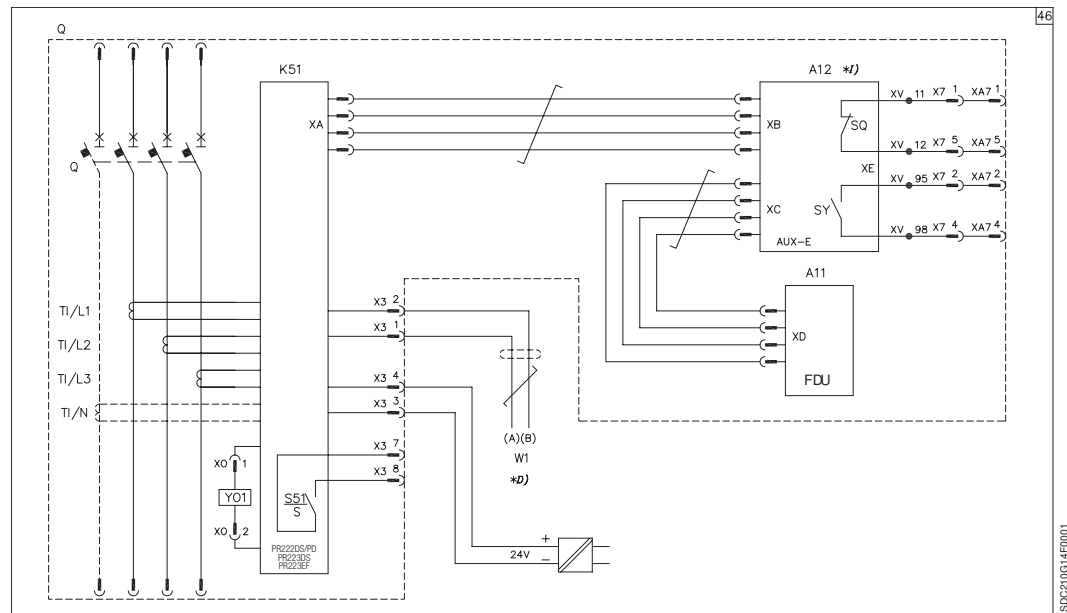 46
Q
K51
A12 *I)
XA
XB
SQ
XV 11 X7 1 XA7 1
XV 12 X7 5 XA7 5
XE
XV 95 X7 2 XA7 2
Q
XC
SY
XV 98 X7 4 XA7 4
AUX-E
A11
TI/L1
X3 2
X3 1
XD
TI/L2
TI/L3
X3 4
FDU
X3 3
TI/N
(A)(B)
W1
*D)
X3 7
XO 1
X3 8
YO1
S51
S
XO 2
PR222DS/PD
PR223DS
PR223EF
+
24V
–
SDC210G14F0001